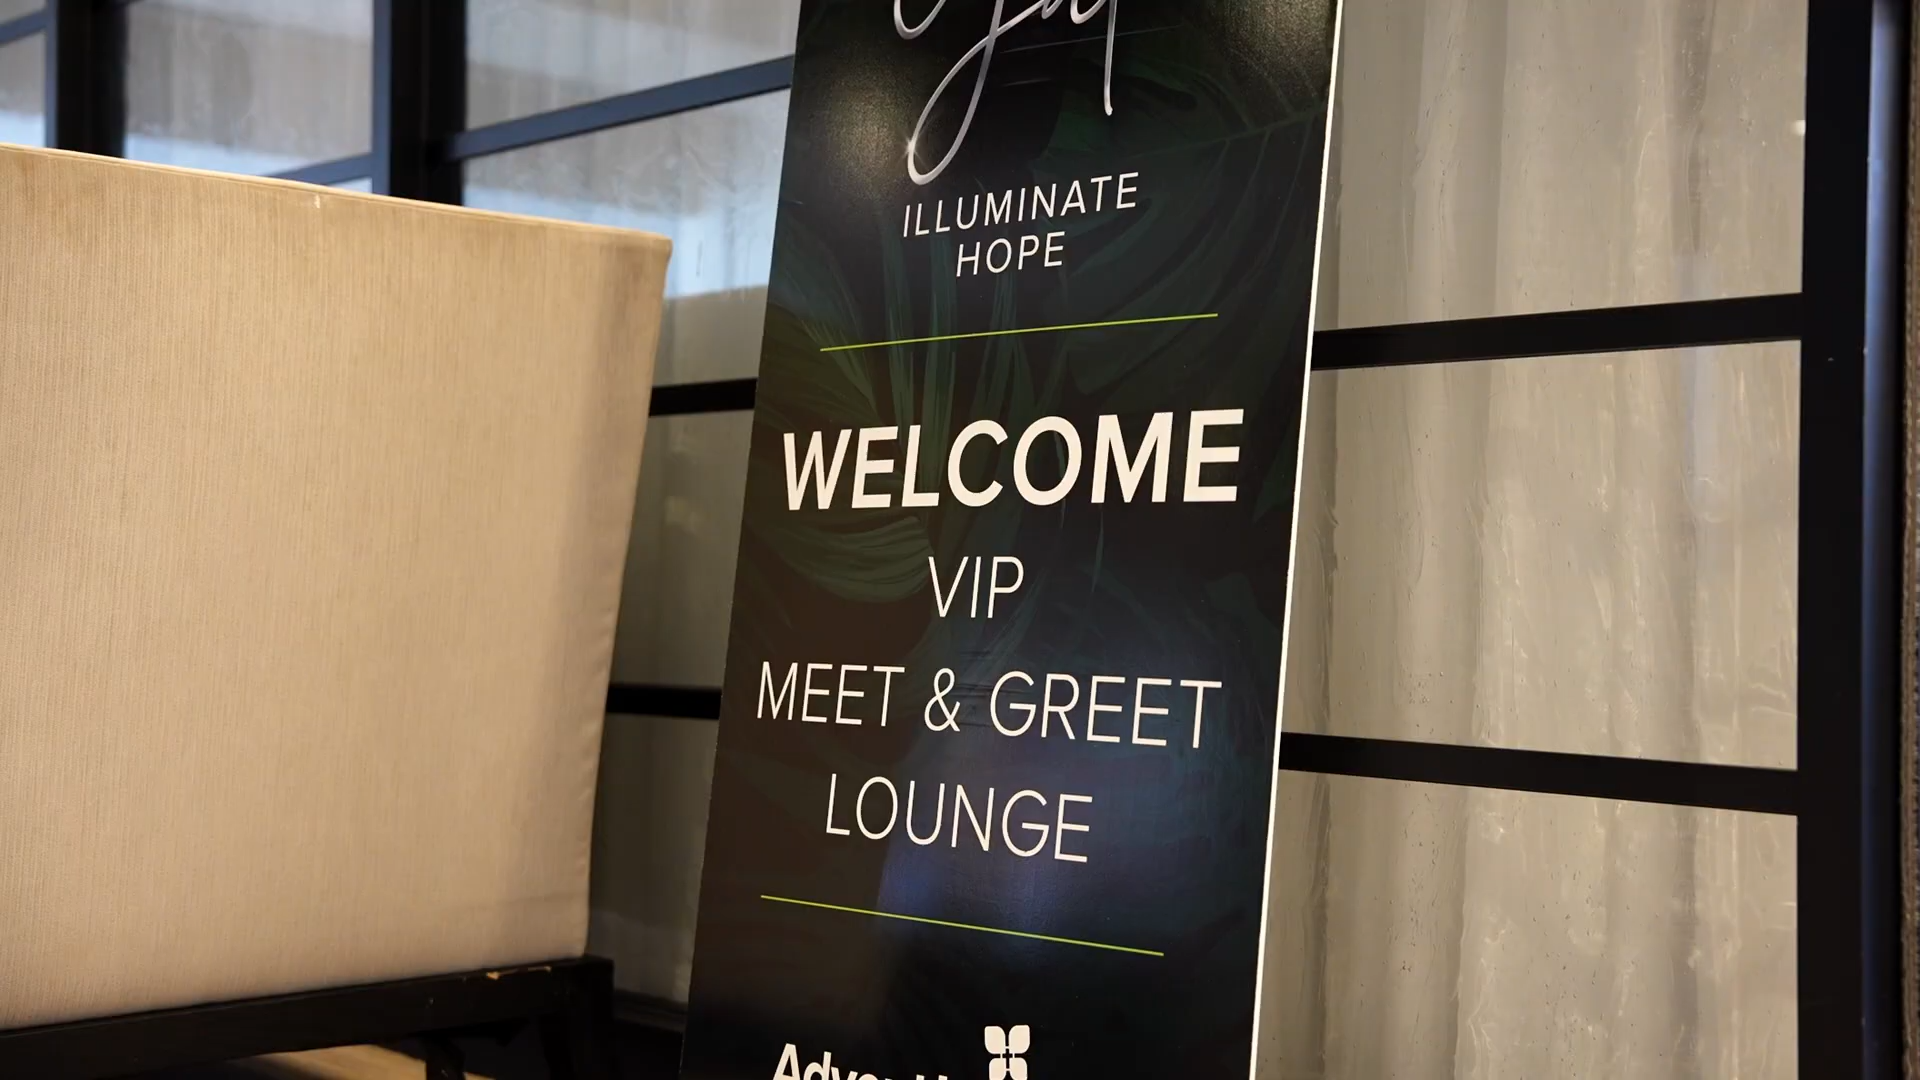 ILLUMINATE
HOPE
WELCOME
VIP
MEET & GREET
LOUNGE